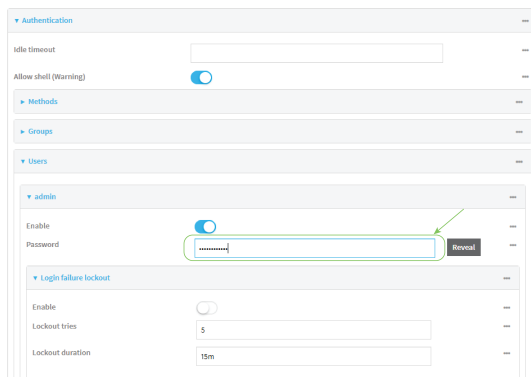 Authentication
Idle timeout
Allow shell (Warning)
Methods
Groups
Users
admin
Enable
Password •••••••••••• Reveal
Login failure lockout
Enable
Lockout tries 5
Lockout duration 15m